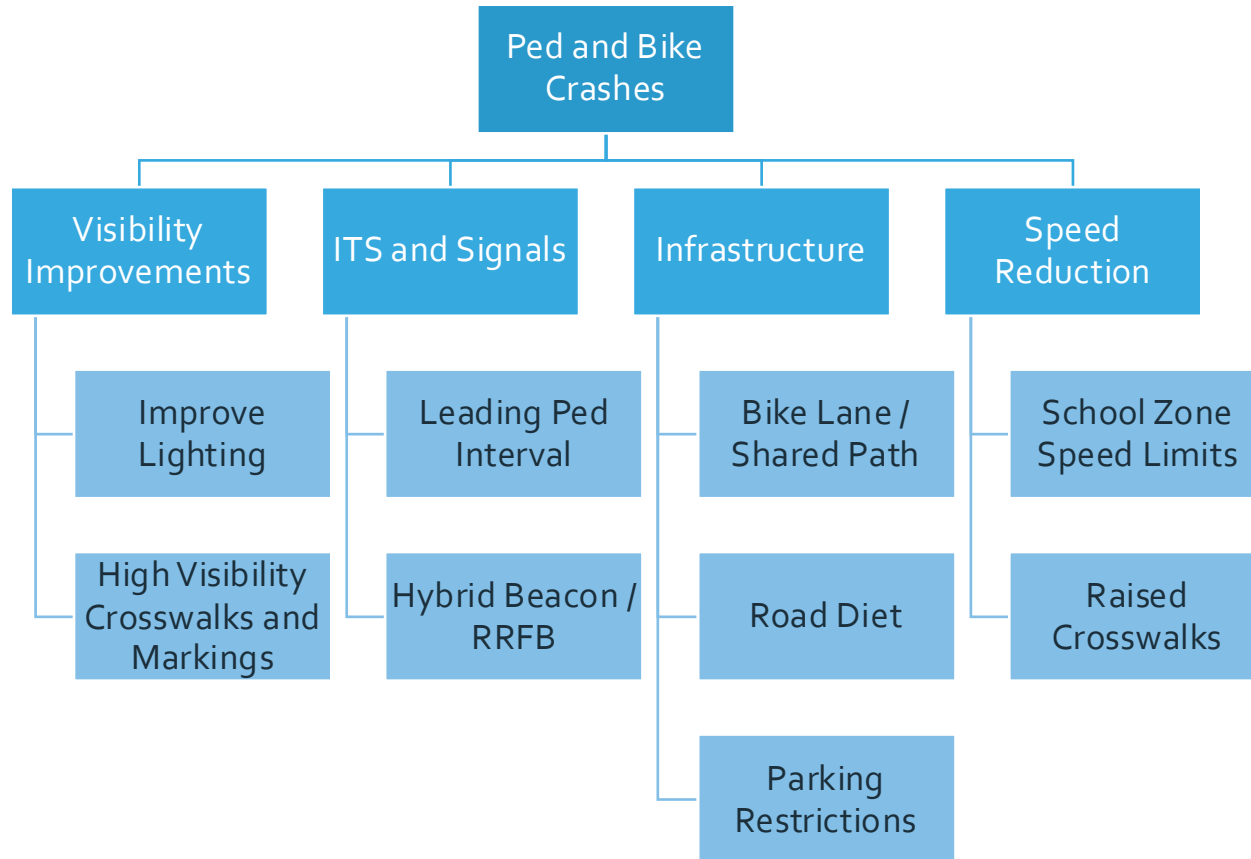 Ped and Bike
Crashes
Visibility
Improvements
ITS and Signals
Infrastructure
Speed
Reduction
Improve
Lighting
Leading Ped
Interval
Bike Lane /
Shared Path
School Zone
Speed Limits
High Visibility
Crosswalks and
Markings
Hybrid Beacon /
RRFB
Road Diet
Raised
Crosswalks
Parking
Restrictions